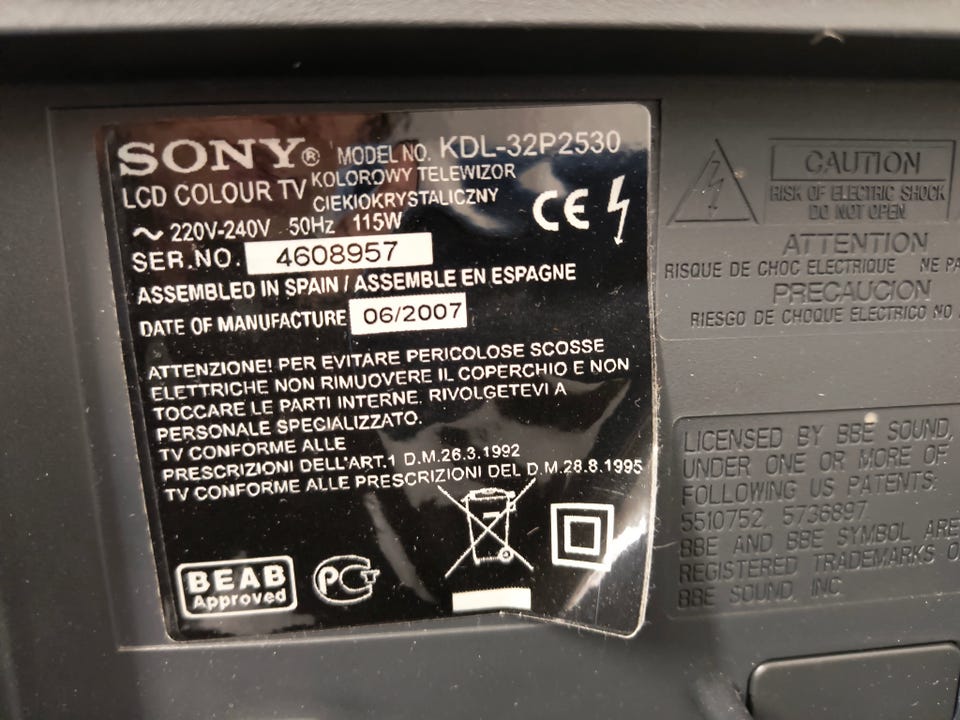 SONY® MODEL NO. KDL-32P2530
LCD COLOUR TV KOLOROWY TELEWIZOR
CIEKIOKRYSTALICZNY
~ 220V-240V 50Hz 115W
CE
SER.NO. 4608957
ASSEMBLED IN SPAIN / ASSEMBLE EN ESPAGNE
DATE OF MANUFACTURE 06/2007
ATTENZIONE! PER EVITARE PERICOLOSE SCOSSE
ELETTRICHE NON RIMUOVERE IL COPERCHIO E NON
TOCCARE LE PARTI INTERNE. RIVOLGETEVI A
PERSONALE SPECIALIZZATO.
TV CONFORME ALLE
PRESCRIZIONI DELL'ART.1 D.M.26.3.1992
TV CONFORME ALLE PRESCRIZIONI DEL D.M.28.8.1995
BEAB
Approved
PCT
CAUTION
RISK OF ELECTRIC SHOCK
DO NOT OPEN
ATTENTION
RISQUE DE CHOC ELECTRIQUE NE PA
PRECAUCION
RIESGO DE CHOQUE ELECTRICO NO
LICENSED BY BBE SOUND,
UNDER ONE OR MORE OF
FOLLOWING US PATENTS:
5510752, 5736897.
BBE AND BBE SYMBOL ARE
REGISTERED TRADEMARKS O
BBE SOUND, INC.